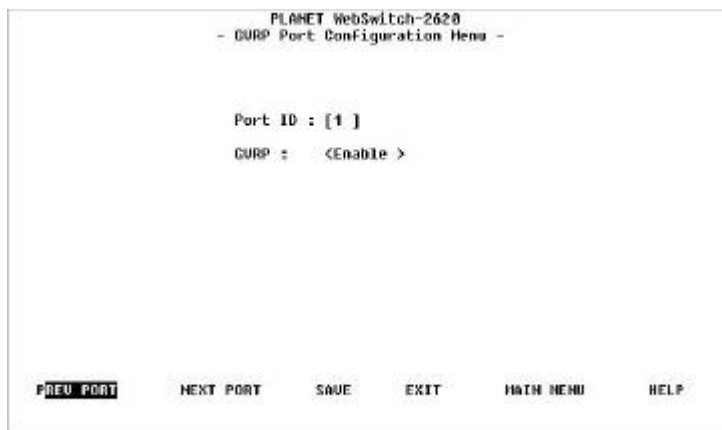 PLANET WebSwitch-2620
- GVRP Port Configuration Menu -
Port ID : [1 ]
GVRP : <Enable >
PREV PORT NEXT PORT SAVE EXIT MAIN MENU HELP